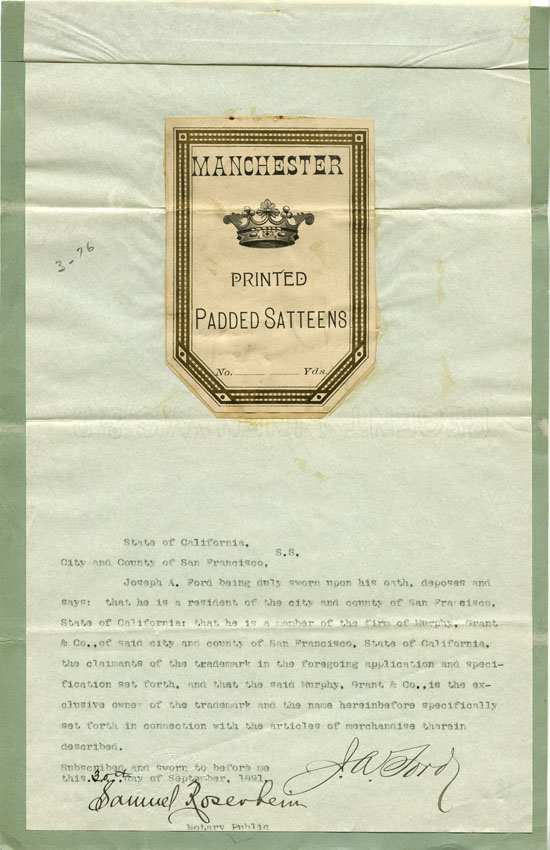 MANCHESTER
PRINTED
PADDED SATTEENS
No. Yds.
3-76
State of California,
S.S.
City and County of San Francisco,
Joseph A. Ford being duly sworn upon his oath, deposes and
says: that he is a resident of the city and county of San Francisco,
State of California: that he is a member of the firm of Murphy, Grant
& Co., of said city and county of San Francisco, State of California,
the claimants of the trademark in the foregoing application and speci-
fication set forth, and that the said Murphy, Grant & Co., is the ex-
clusive owner of the trademark and the name hereinbefore specifically
set forth in connection with the articles of merchandise therein
described.
Subscribed and sworn to before me
this 30th day of September, 1891
J. A. Ford
Samuel Rosenheim
Notary Public